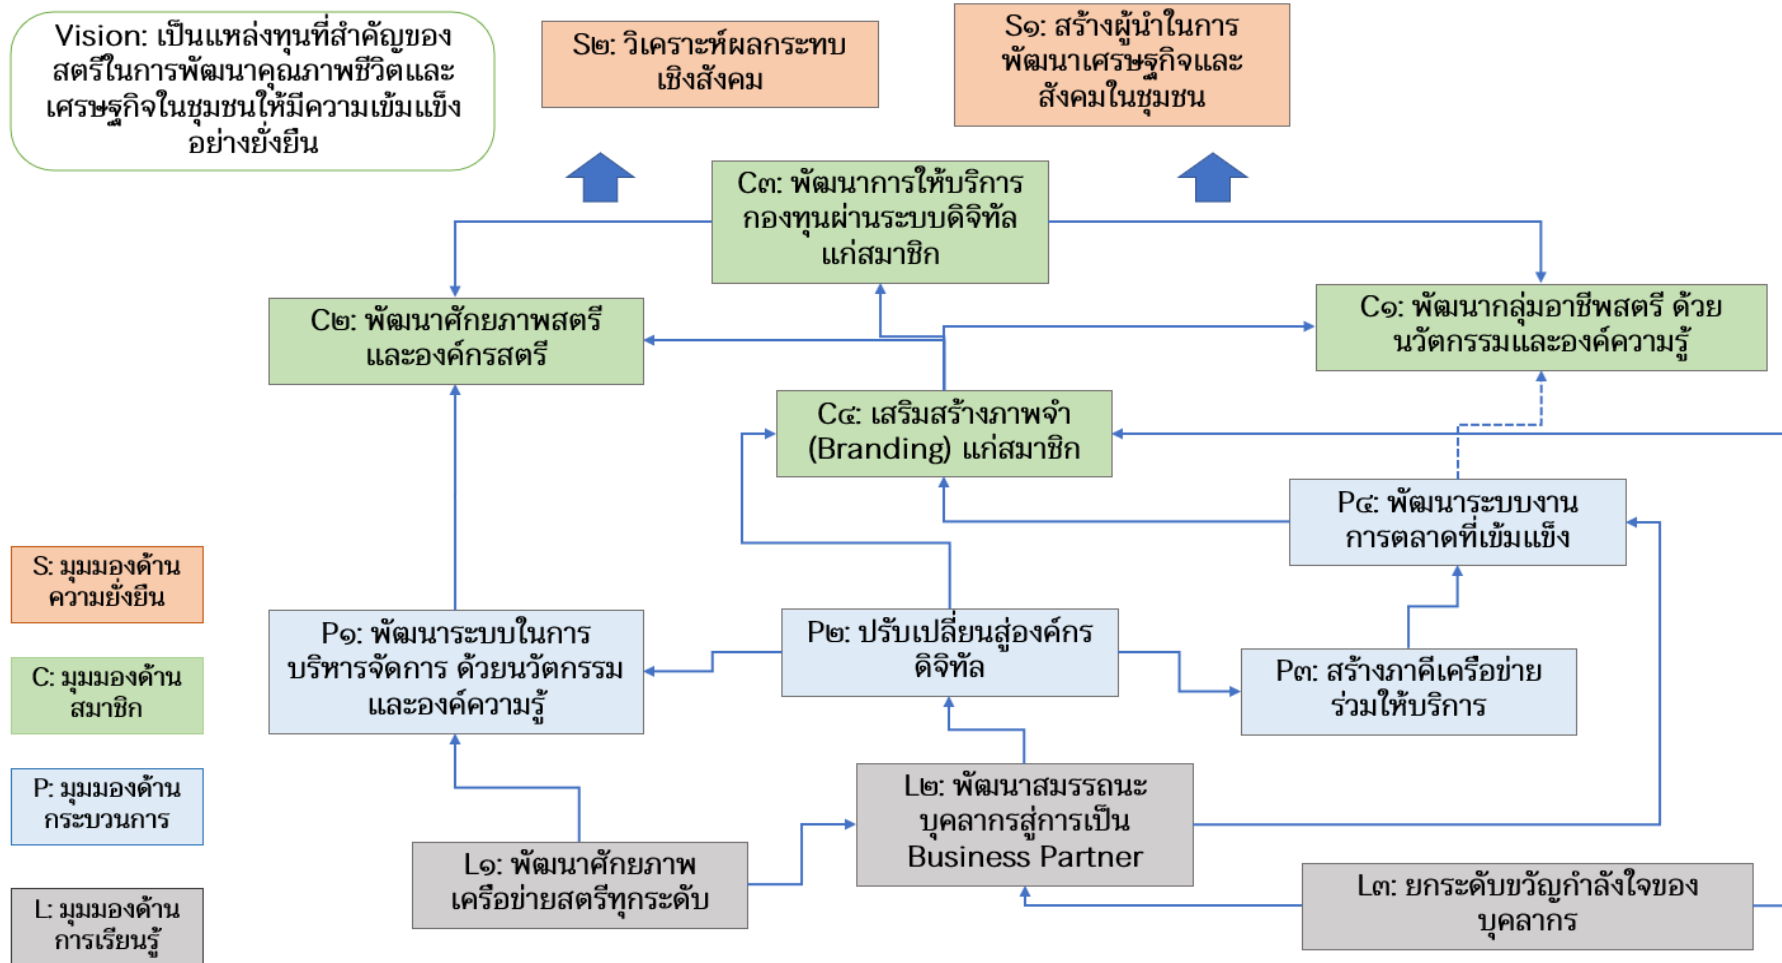 Vision: เป็นแหล่งทุนที่สำคัญของ
สตรีในการพัฒนาคุณภาพชีวิตและ
เศรษฐกิจในชุมชนให้มีความเข้มแข็ง
อย่างยั่งยืน
S๒: วิเคราะห์ผลกระทบ
เชิงสังคม
S๑: สร้างผู้นำในการ
พัฒนาเศรษฐกิจและ
สังคมในชุมชน
C๓: พัฒนาการให้บริการ
กองทุนผ่านระบบดิจิทัล
แก่สมาชิก
C๒: พัฒนาศักยภาพสตรี
และองค์กรสตรี
C๑: พัฒนากลุ่มอาชีพสตรี ด้วย
นวัตกรรมและองค์ความรู้
C๔: เสริมสร้างภาพจำ
(Branding) แก่สมาชิก
P๔: พัฒนาระบบงาน
การตลาดที่เข้มแข็ง
S: มุมมองด้าน
ความยั่งยืน
P๑: พัฒนาระบบในการ
บริหารจัดการ ด้วยนวัตกรรม
และองค์ความรู้
P๒: ปรับเปลี่ยนสู่องค์กร
ดิจิทัล
P๓: สร้างภาคีเครือข่าย
ร่วมให้บริการ
C: มุมมองด้าน
สมาชิก
P: มุมมองด้าน
กระบวนการ
L๒: พัฒนาสมรรถนะ
บุคลากรสู่การเป็น
Business Partner
L๑: พัฒนาศักยภาพ
เครือข่ายสตรีทุกระดับ
L๓: ยกระดับขวัญกำลังใจของ
บุคลากร
L: มุมมองด้าน
การเรียนรู้